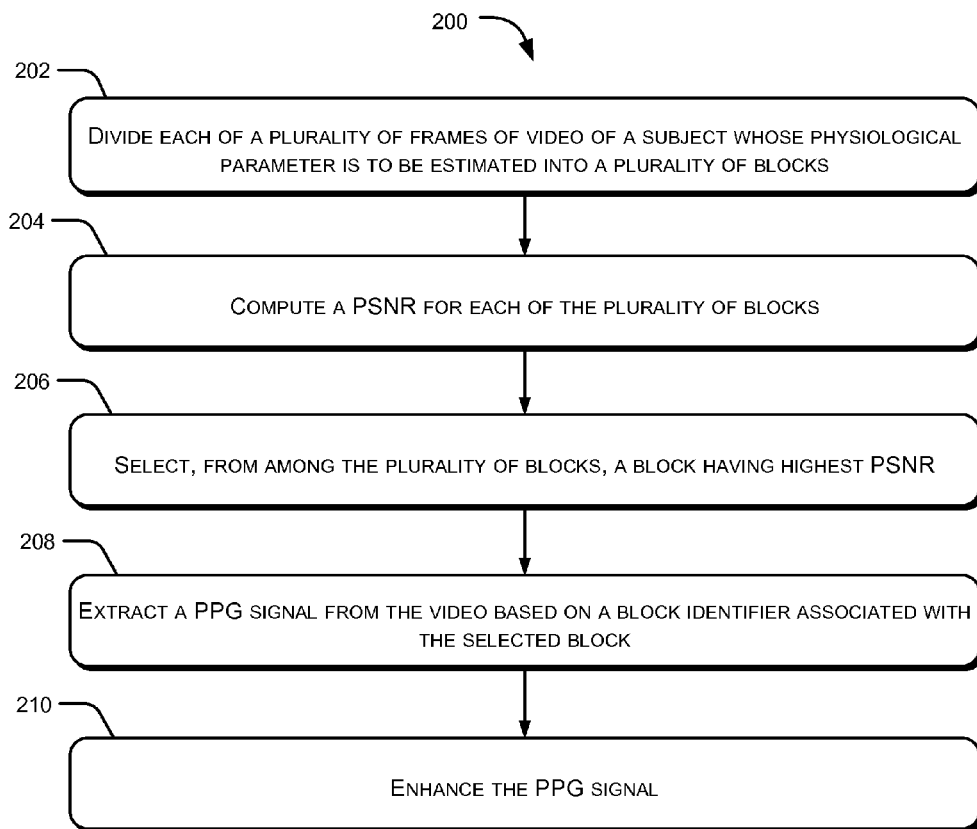 200
202
DIVIDE EACH OF A PLURALITY OF FRAMES OF VIDEO OF A SUBJECT WHOSE PHYSIOLOGICAL
PARAMETER IS TO BE ESTIMATED INTO A PLURALITY OF BLOCKS
204
COMPUTE A PSNR FOR EACH OF THE PLURALITY OF BLOCKS
206
SELECT, FROM AMONG THE PLURALITY OF BLOCKS, A BLOCK HAVING HIGHEST PSNR
208
EXTRACT A PPG SIGNAL FROM THE VIDEO BASED ON A BLOCK IDENTIFIER ASSOCIATED WITH
THE SELECTED BLOCK
210
ENHANCE THE PPG SIGNAL